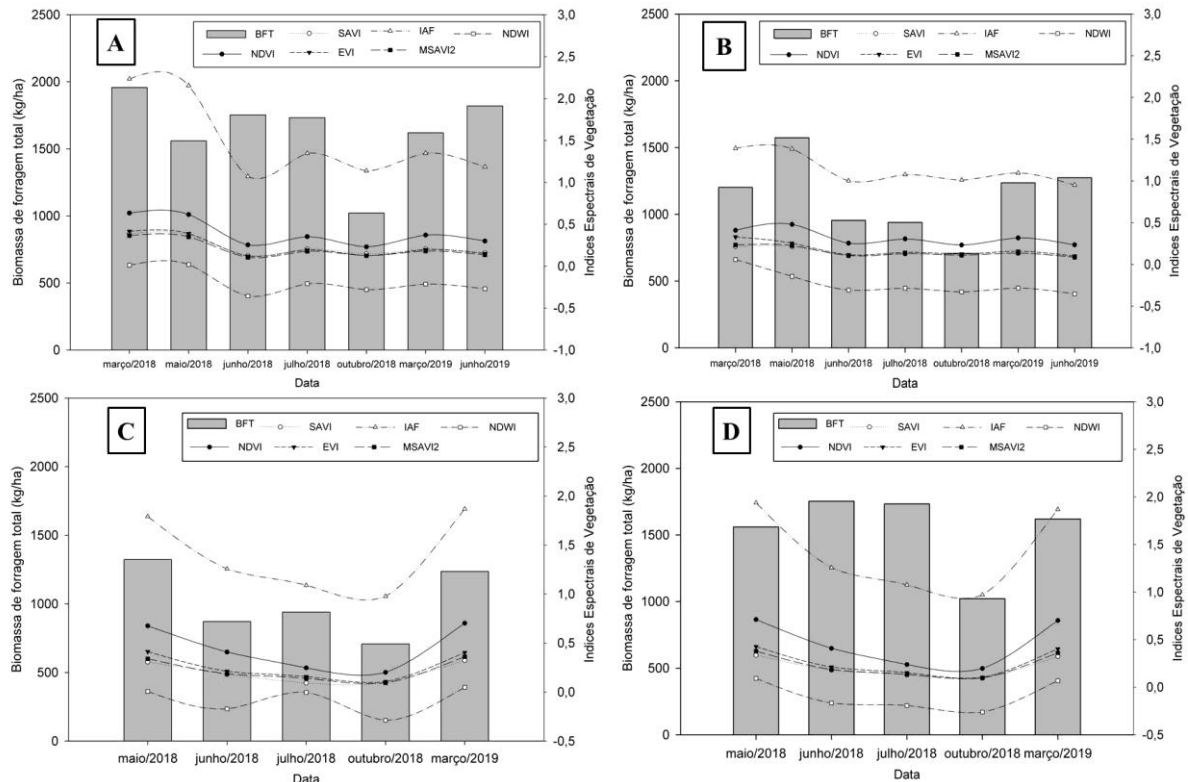 A
BFT SAVI IAF NDWI
NDVI EVI MSAVI2
Biomassa de forragem total (kg/ha)
2500
2000
1500
1000
500
0
3,0
2,5
2,0
1,5
1,0
0,5
0,0
-0,5
-1,0
Indices Espectrais de Vegetação
março/2018 maio/2018 junho/2018 julho/2018 outubro/2018 março/2019 junho/2019
Data
B
BFT SAVI IAF NDWI
NDVI EVI MSAVI2
Biomassa de forragem total (kg/ha)
2500
2000
1500
1000
500
0
3,0
2,5
2,0
1,5
1,0
0,5
0,0
-0,5
-1,0
Indices Espectrais de Vegetação
março/2018 maio/2018 junho/2018 julho/2018 outubro/2018 março/2019 junho/2019
Data
C
BFT SAVI IAF NDWI
NDVI EVI MSAVI2
Biomassa de forragem total (kg/ha)
2500
2000
1500
1000
500
0
3,0
2,5
2,0
1,5
1,0
0,5
0,0
-0,5
Indices Espectrais de Vegetação
maio/2018 junho/2018 julho/2018 outubro/2018 março/2019
Data
D
BFT SAVI IAF NDWI
NDVI EVI MSAVI2
Biomassa de forragem total (kg/ha)
2500
2000
1500
1000
500
0
3,0
2,5
2,0
1,5
1,0
0,5
0,0
-0,5
Indices Espectrais de Vegetação
maio/2018 junho/2018 julho/2018 outubro/2018 março/2019
Data